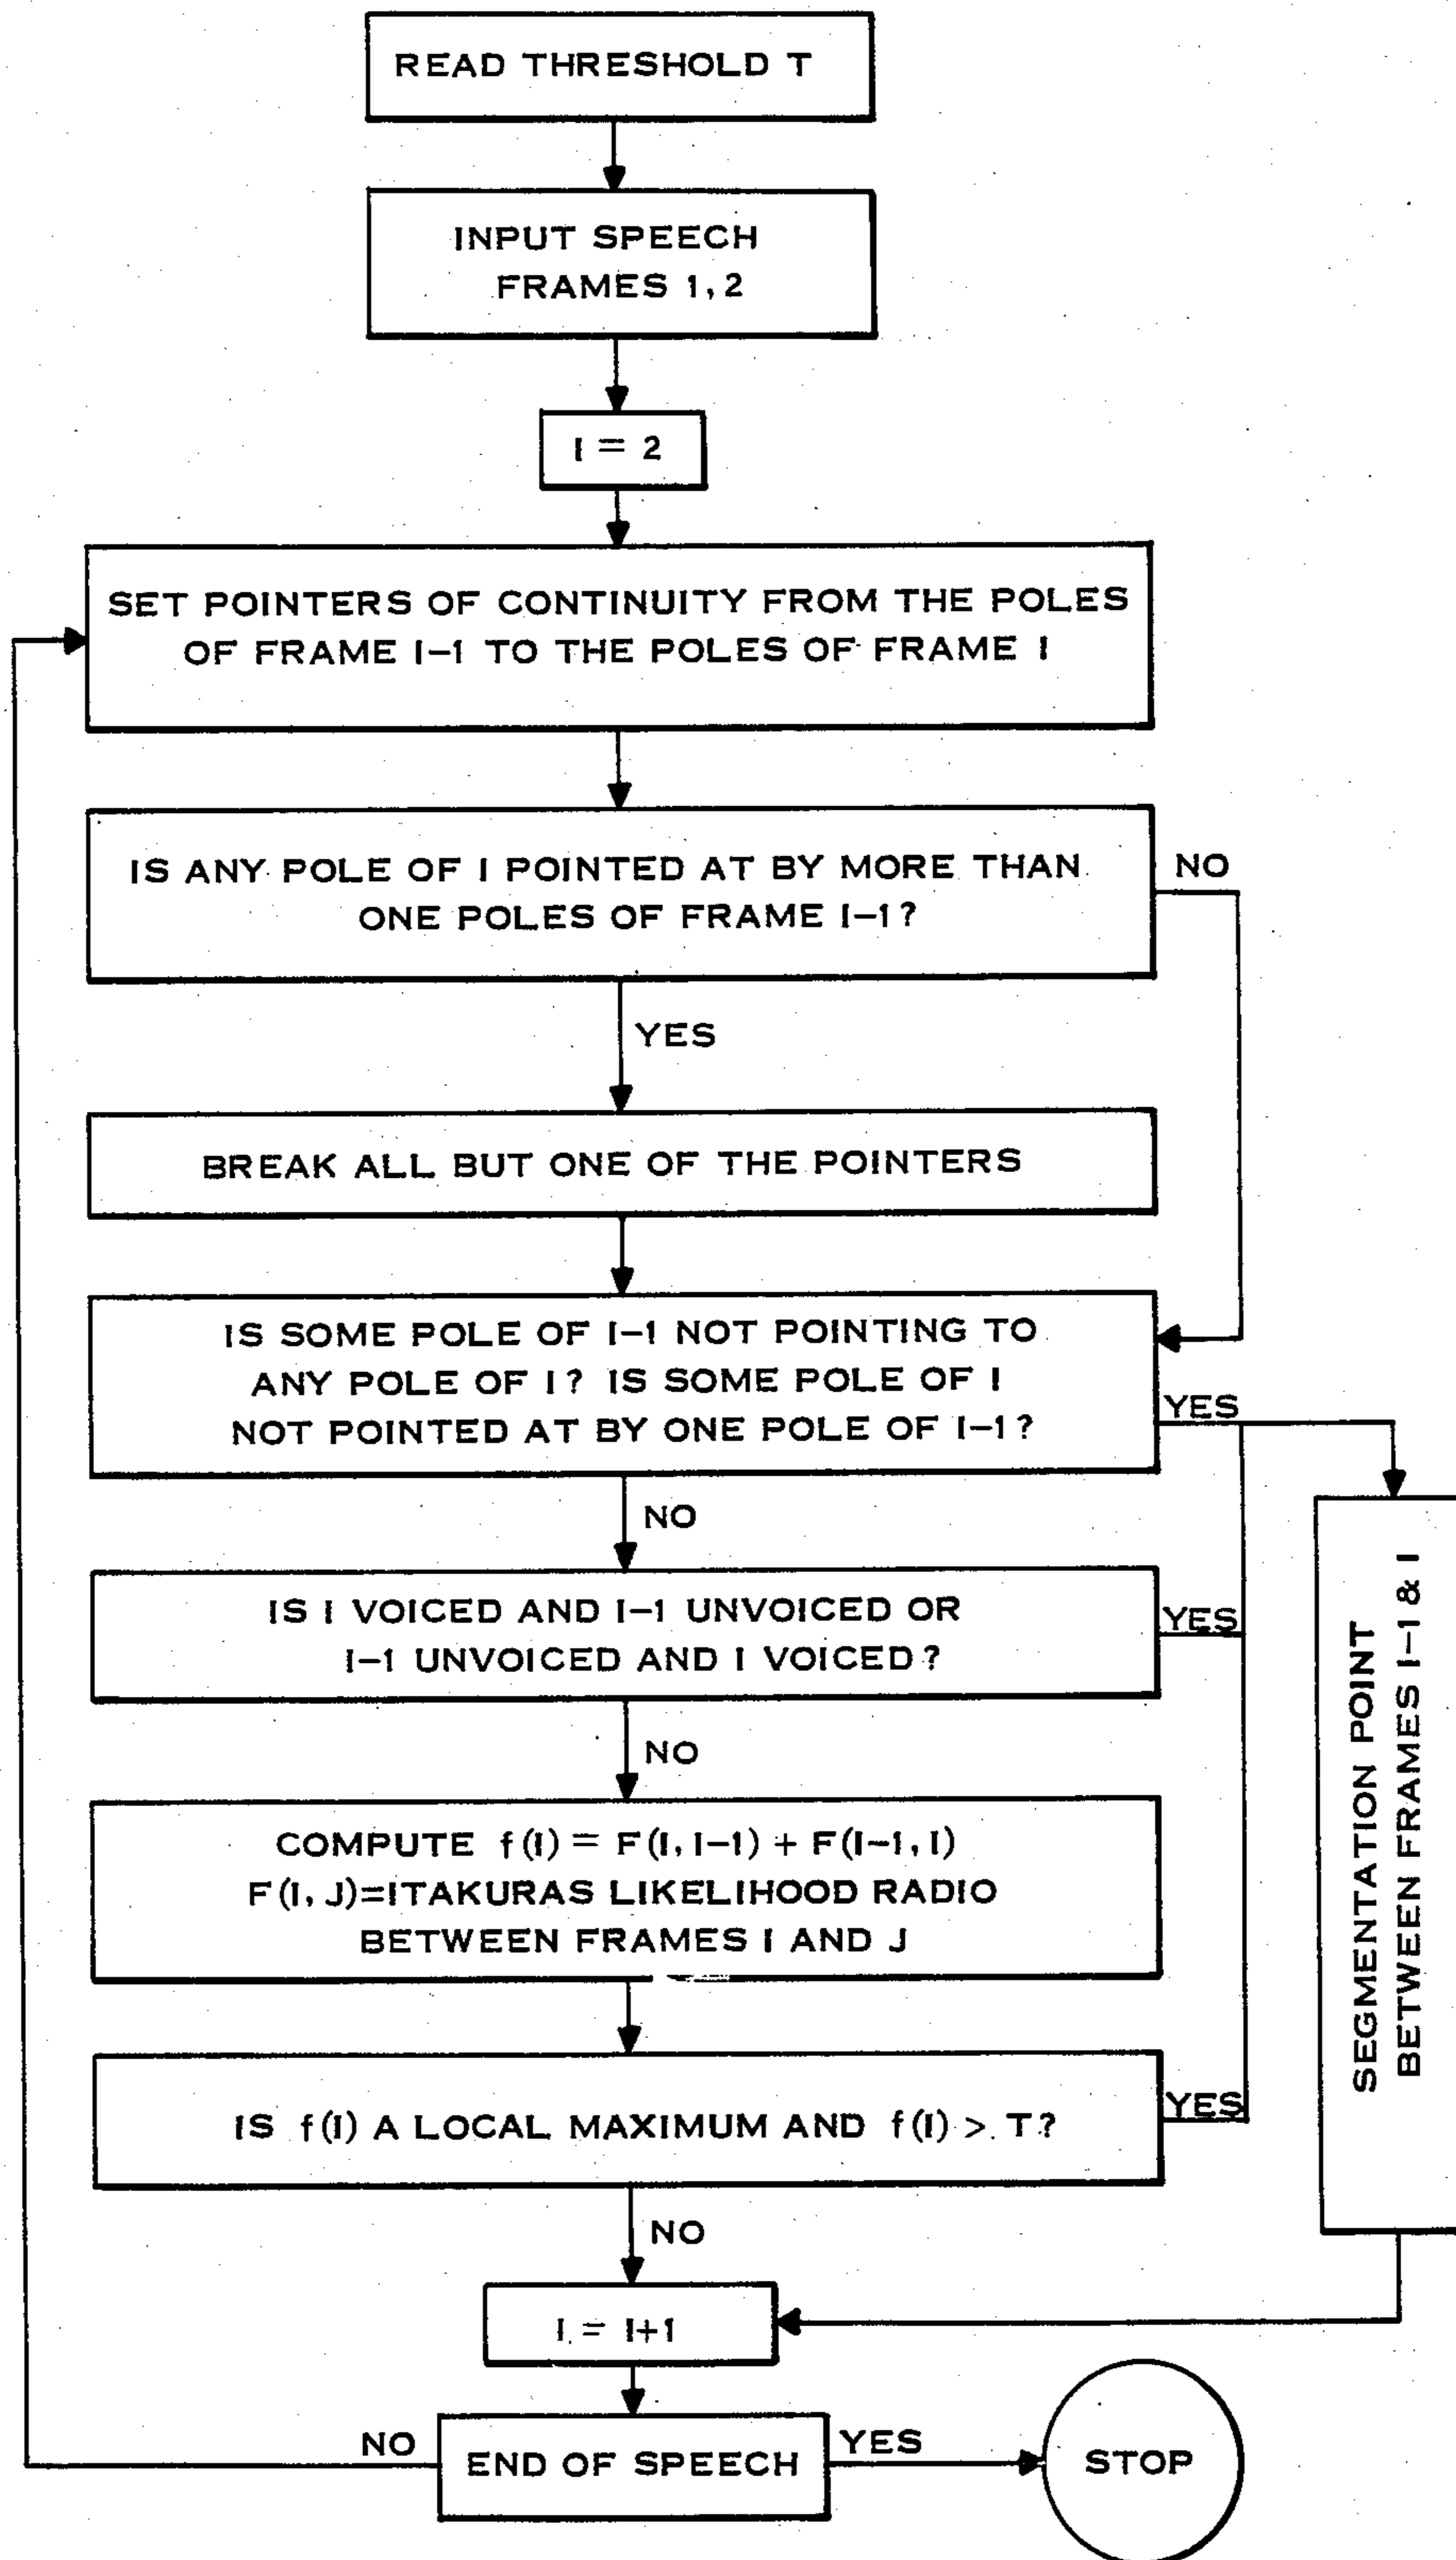 READ THRESHOLD T
INPUT SPEECH
FRAMES 1, 2
I = 2
SET POINTERS OF CONTINUITY FROM THE POLES
OF FRAME I-1 TO THE POLES OF FRAME I
IS ANY POLE OF I POINTED AT BY MORE THAN
ONE POLES OF FRAME I-1?
NO
YES
BREAK ALL BUT ONE OF THE POINTERS
IS SOME POLE OF I-1 NOT POINTING TO
ANY POLE OF I? IS SOME POLE OF I
NOT POINTED AT BY ONE POLE OF I-1?
YES
NO
IS I VOICED AND I-1 UNVOICED OR
I-1 UNVOICED AND I VOICED?
YES
NO
SEGMENTATION POINT
BETWEEN FRAMES I-1 & I
COMPUTE f(I) = F(I, I-1) + F(I-1, I)
F(I, J)=ITAKURAS LIKELIHOOD RADIO
BETWEEN FRAMES I AND J
IS f(I) A LOCAL MAXIMUM AND f(I) > T?
YES
NO
I = I+1
NO
END OF SPEECH
YES
STOP